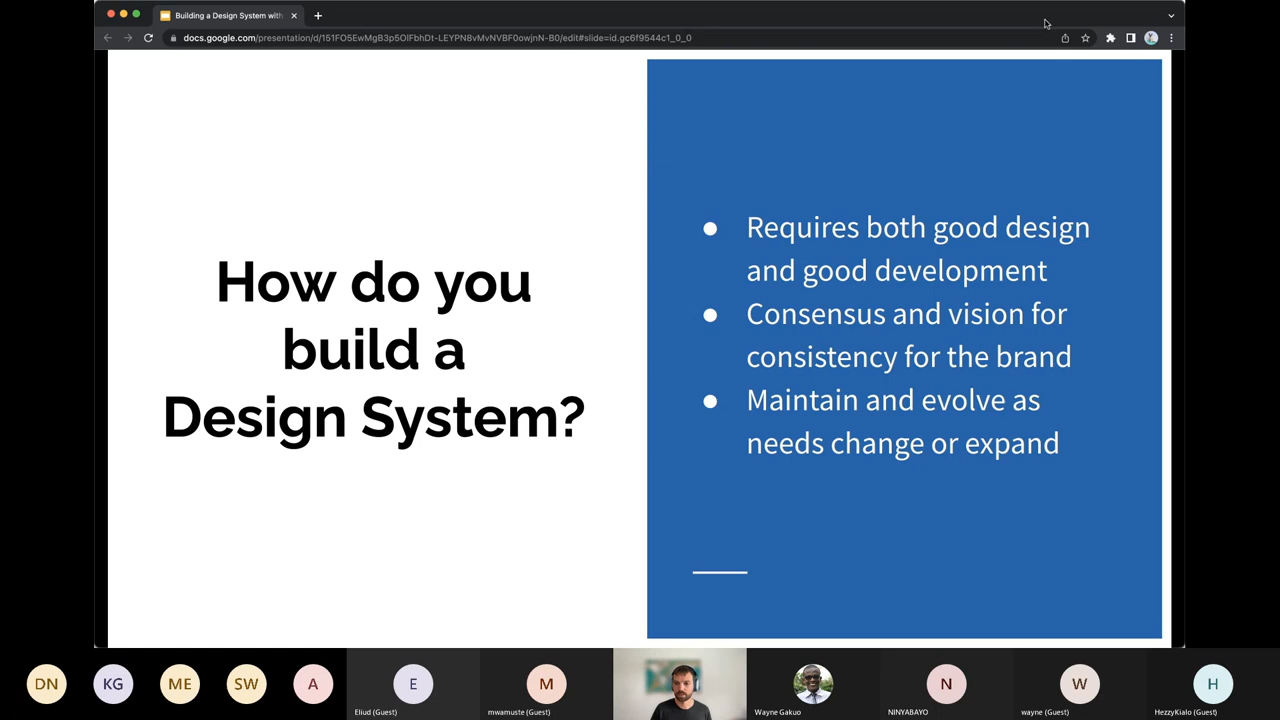 Building a Design System with
docs.google.com/presentation/d/151FO5EwMgB3p5OlFbhDt-LEYPN8vMvNVBF0owjnN-B0/edit#slide=id.gc6f9544c1_0_0
How do you
build a
Design System?
● Requires both good design
and good development
● Consensus and vision for
consistency for the brand
● Maintain and evolve as
needs change or expand
DN
KG
ME
SW
A
E
Eliud (Guest)
M
mwamuste (Guest)
Wayne Gakuo
N
NINYABAYO
W
wayne (Guest)
H
HezzyKialo (Guest)